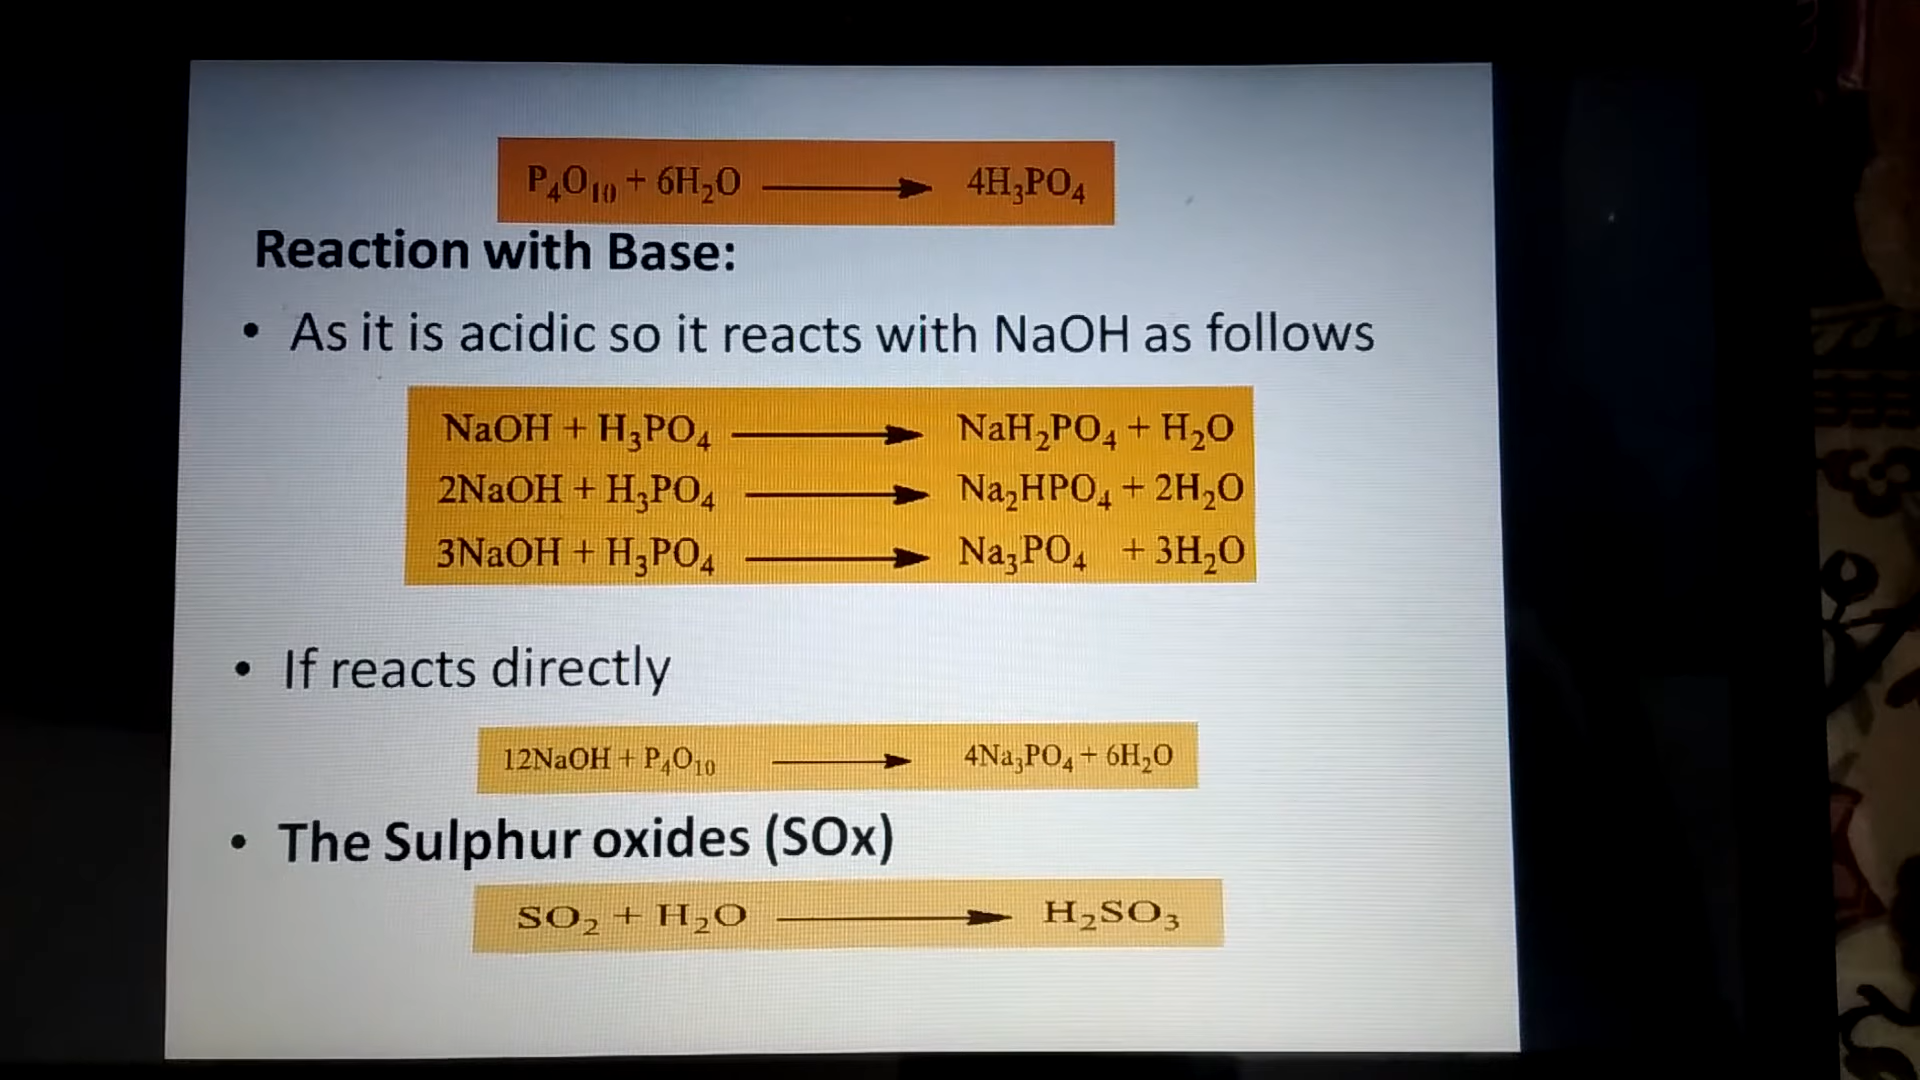 P₄O₁₀ + 6H₂O ⟶ 4H₃PO₄
Reaction with Base:
• As it is acidic so it reacts with NaOH as follows
NaOH + H₃PO₄ ⟶ NaH₂PO₄ + H₂O
2NaOH + H₃PO₄ ⟶ Na₂HPO₄ + 2H₂O
3NaOH + H₃PO₄ ⟶ Na₃PO₄ + 3H₂O
• If reacts directly
12NaOH + P₄O₁₀ ⟶ 4Na₃PO₄ + 6H₂O
• The Sulphur oxides (SOx)
SO₂ + H₂O ⟶ H₂SO₃